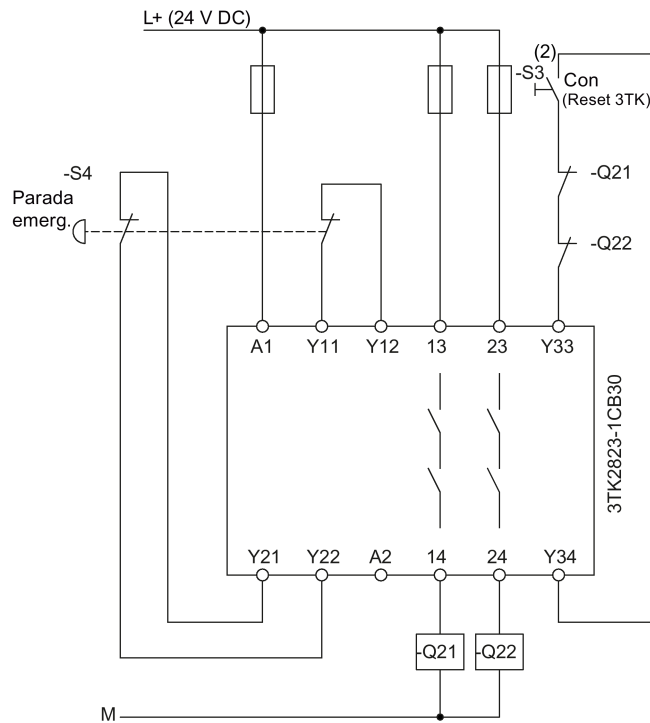 L+ (24 V DC)
(2)
-S3
Con
(Reset 3TK)
-S4
-Q21
Parada
emerg.
-Q22
A1
Y11
Y12
13
23
Y33
3TK2823-1CB30
Y21
Y22
A2
14
24
Y34
-Q21
-Q22
M